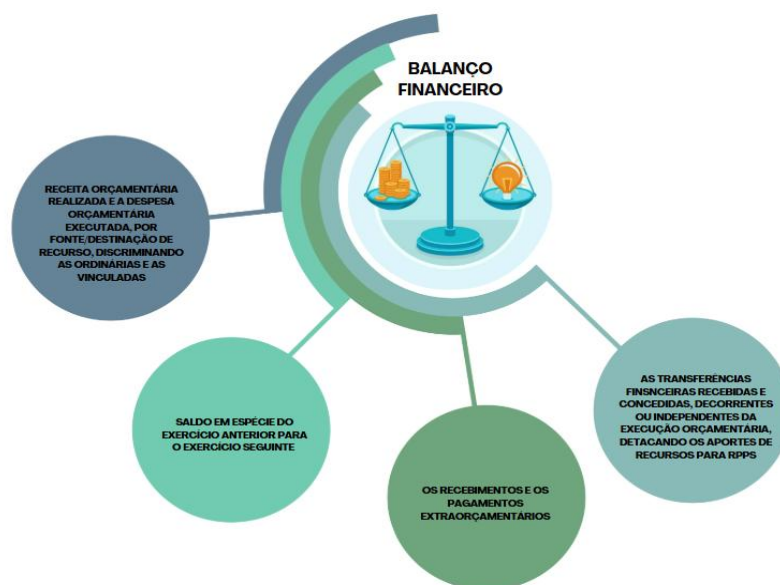 BALANÇO
FINANCEIRO
RECEITA ORÇAMENTÁRIA
REALIZADA E A DESPESA
ORÇAMENTÁRIA
EXECUTADA, POR
FONTE/DESTINAÇÃO DE
RECURSO, DISCRIMINANDO
AS ORDINÁRIAS E AS
VINCULADAS
SALDO EM ESPÉCIE DO
EXERCÍCIO ANTERIOR PARA
O EXERCÍCIO SEGUINTE
OS RECEBIMENTOS E OS
PAGAMENTOS
EXTRAORÇAMENTÁRIOS
AS TRANSFERÊNCIAS
FINSNCEIRAS RECEBIDAS E
CONCEDIDAS, DECORRENTES
OU INDEPENDENTES DA
EXECUÇÃO ORÇAMENTÁRIA,
DETACANDO OS APORTES DE
RECURSOS PARA RPPS